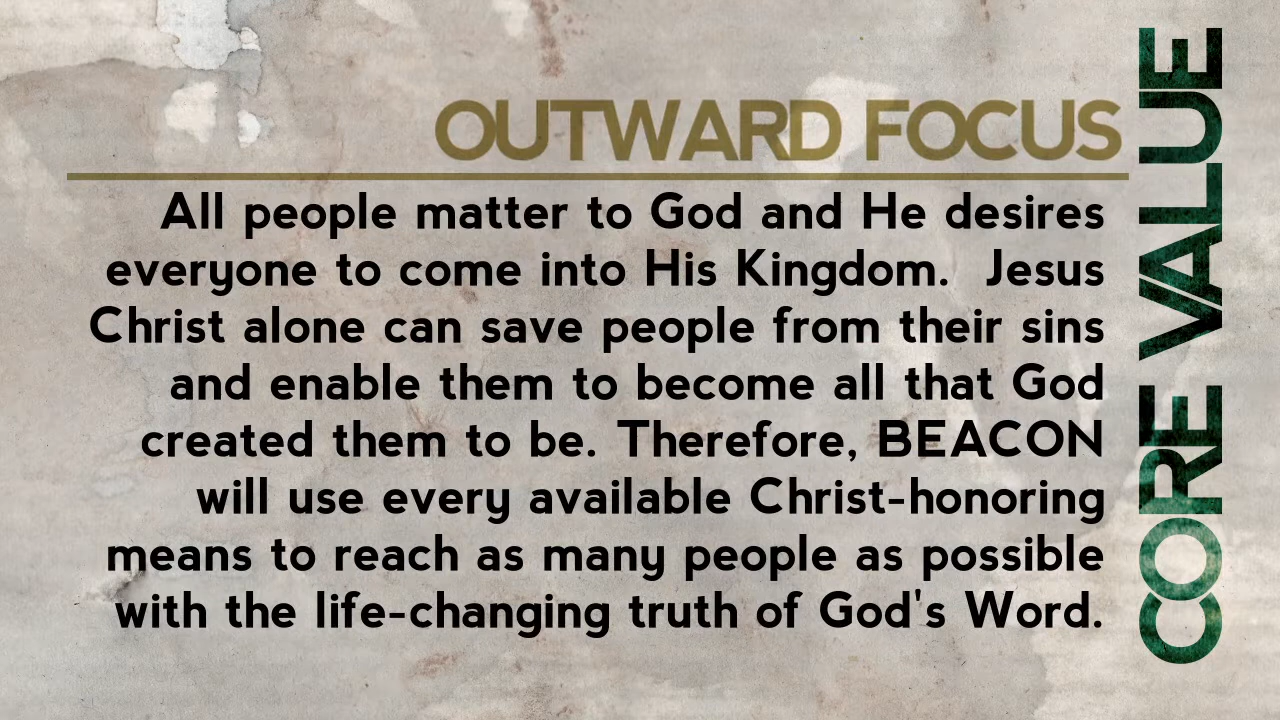 OUTWARD FOCUS
All people matter to God and He desires
everyone to come into His Kingdom.  Jesus
Christ alone can save people from their sins
and enable them to become all that God
created them to be. Therefore, BEACON
will use every available Christ-honoring
means to reach as many people as possible
with the life-changing truth of God's Word.
CORE VALUE